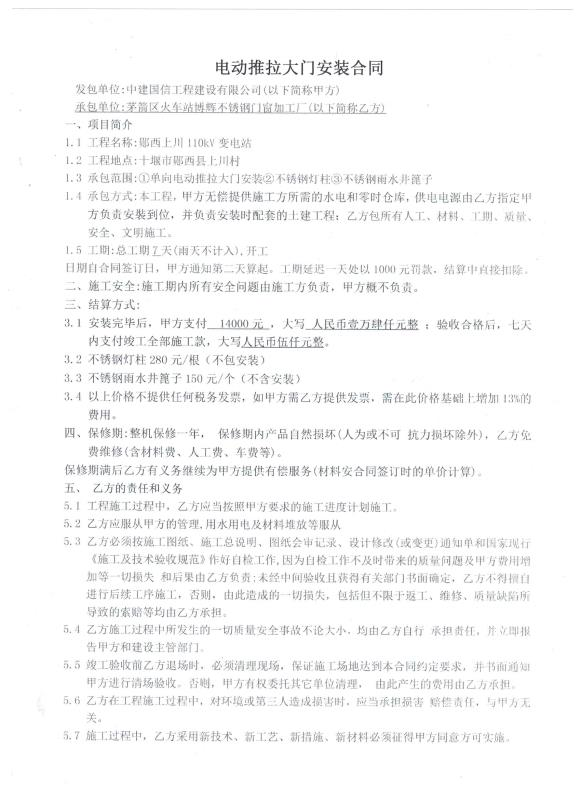 电动推拉大门安装合同
发包单位:中建国信工程建设有限公司(以下简称甲方)
承包单位:茅箭区火车站博辉不锈钢门窗加工厂(以下简称乙方)
一、项目简介
1.1 工程名称:郧西上川110kV 变电站
1.2 工程地点:十堰市郧西县上川村
1.3 承包范围:①单向电动推拉大门安装②不锈钢灯柱③不锈钢雨水井篦子
1.4 承包方式:本工程,甲方无偿提供施工方所需的水电和零时仓库,供电电源由乙方指定甲
方负责安装到位，并负责安装时配套的土建工程；乙方包所有人工、材料、工期、质量、
安全、文明施工。
1.5 工期:总工期7天(雨天不计入),开工
日期自合同签订日，甲方通知第二天算起。工期延迟一天处以1000元罚款，结算中直接扣除。
二、施工安全:施工期内所有安全问题由施工方负责，甲方概不负责。
三、结算方式:
3.1 安装完毕后，甲方支付 14000元 ，大写 人民币壹万肆仟元整 ；验收合格后，七天
内支付竣工全部施工款，大写人民币伍仟元整。
3.2 不锈钢灯柱280元/根（不包安装）
3.3 不锈钢雨水井篦子150元/个（不含安装）
3.4 以上价格不提供任何税务发票，如甲方需乙方提供发票，需在此价格基础上增加13%的
费用。
四、保修期:整机保修一年， 保修期内产品自然损坏(人为或不可 抗力损坏除外)，乙方免
费维修(含材料费、人工费、车费等)。
保修期满后乙方有义务继续为甲方提供有偿服务(材料安合同签订时的单价计算)。
五、 乙方的责任和义务
5.1 工程施工过程中，乙方应当按照甲方要求的施工进度计划施工。
5.2 乙方应服从甲方的管理,用水用电及材料堆放等服从
5.3 乙方必须按施工图纸、施工总说明、图纸会审记录、设计修改(或变更)通知单和国家现行
《施工及技术验收规范》作好自检工作,因为自检工作不及时带来的质量问题及甲方费用增
加等一切损失 和后果由乙方负责;未经中间验收且获得有关部门书面确定，乙方不得擅自
进行后续工序施工，否则，由此造成的一切损失，包括但不限于返工、维修、质量缺陷所
导致的索赔等均由乙方承担。
5.4 乙方施工过程中所发生的一切质量安全事故不论大小，均由乙方自行 承担责任，并立即报
告甲方和建设主管部门。
5.5 竣工验收前乙方退场时，必须清理现场，保证施工场地达到本合同约定要求，并书面通知
甲方进行清场验收。否则，甲方有权委托其它单位清理， 由此产生的费用由乙方承担。
5.6 乙方在工程施工过程中，对环境或第三人造成损害时，应当承担损害 赔偿责任，与甲方无
关。
5.7 施工过程中，乙方采用新技术、新工艺、新措施、新材料必须征得甲方同意方可实施。